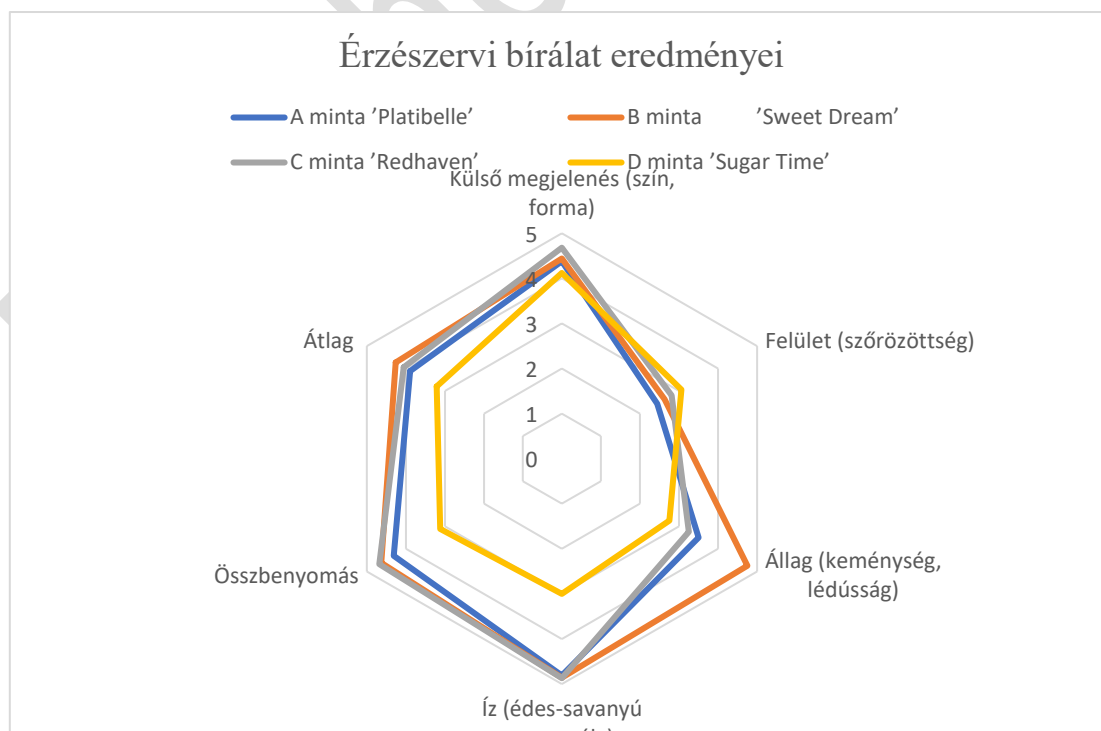 Érzészervi bírálat eredményei
A minta ’Platibelle’ B minta ’Sweet Dream’
C minta ’Redhaven’ D minta ’Sugar Time’
Külső megjelenés (szín,
forma)
5
4
3
2
1
0
Átlag
Felület (szőrözöttség)
Összbenyomás
Állag (keménység,
lédússág)
Íz (édes-savanyú